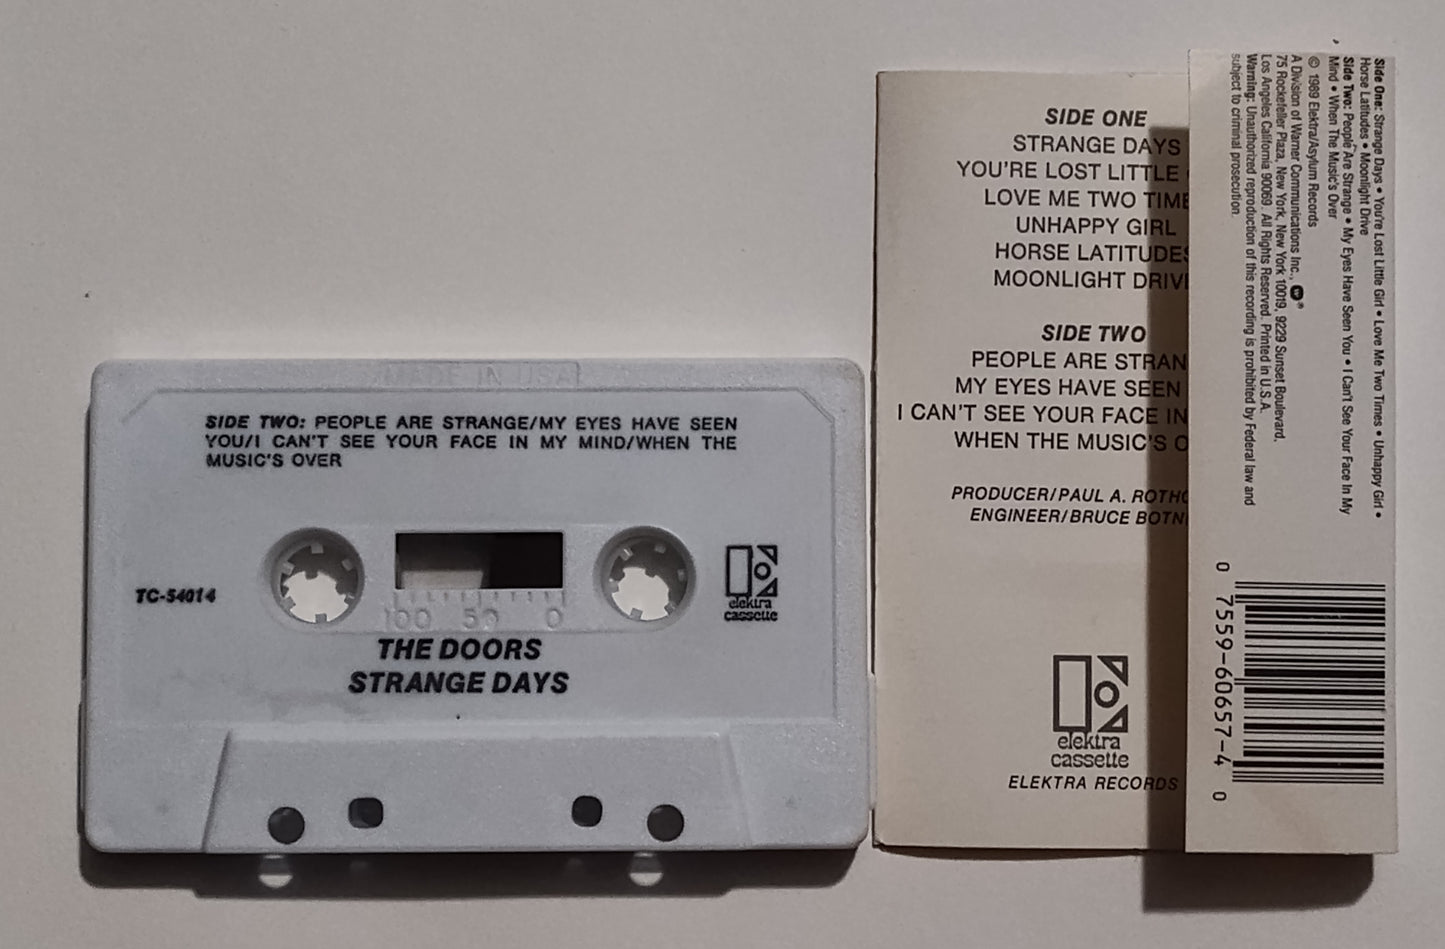 MADE IN USA
SIDE TWO: PEOPLE ARE STRANGE/MY EYES HAVE SEEN
YOU/I CAN'T SEE YOUR FACE IN MY MIND/WHEN THE
MUSIC'S OVER
TC-54014
100 50 0
elektra
cassette
THE DOORS
STRANGE DAYS
SIDE ONE
STRANGE DAYS
YOU'RE LOST LITTLE
LOVE ME TWO TIME
UNHAPPY GIRL
HORSE LATITUDES
MOONLIGHT DRIV
SIDE TWO
PEOPLE ARE STRAN
MY EYES HAVE SEEN
I CAN'T SEE YOUR FACE IN
WHEN THE MUSIC'S O
PRODUCER/PAUL A. ROTHC
ENGINEER/BRUCE BOTN
elektra
cassette
ELEKTRA RECORDS
Side One: Strange Days • You're Lost Little Girl • Love Me Two Times • Unhappy Girl •
Horse Latitudes • Moonlight Drive
Side Two: People Are Strange • My Eyes Have Seen You • I Can't See Your Face In My
Mind • When The Music's Over
© 1989 Elektra/Asylum Records
A Division of Warner Communications Inc., ®
75 Rockefeller Plaza, New York, New York 10019, 9229 Sunset Boulevard,
Los Angeles California 90069. All Rights Reserved. Printed in U.S.A.
Warning: Unauthorized reproduction of this recording is prohibited by Federal law and
subject to criminal prosecution.
0 7559-60657-4 0